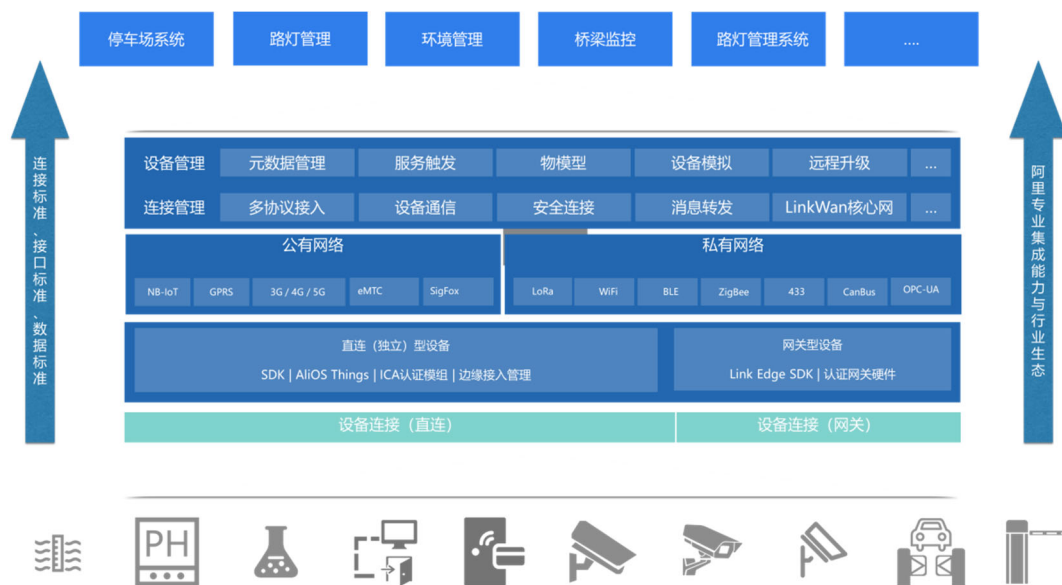 停车场系统
路灯管理
环境管理
桥梁监控
路灯管理系统
....
连接标准、接口标准、数据标准
阿里专业集成能力与行业生态
设备管理 元数据管理 服务触发 物模型 设备模拟 远程升级 ...
连接管理 多协议接入 设备通信 安全连接 消息转发 LinkWan核心网 ...
公有网络
NB-IoT GPRS 3G / 4G / 5G eMTC SigFox
私有网络
LoRa WiFi BLE ZigBee 433 CanBus OPC-UA
直连（独立）型设备
SDK | AliOS Things | ICA认证模组 | 边缘接入管理
网关型设备
Link Edge SDK | 认证网关硬件
设备连接（直连）
设备连接（网关）
PH